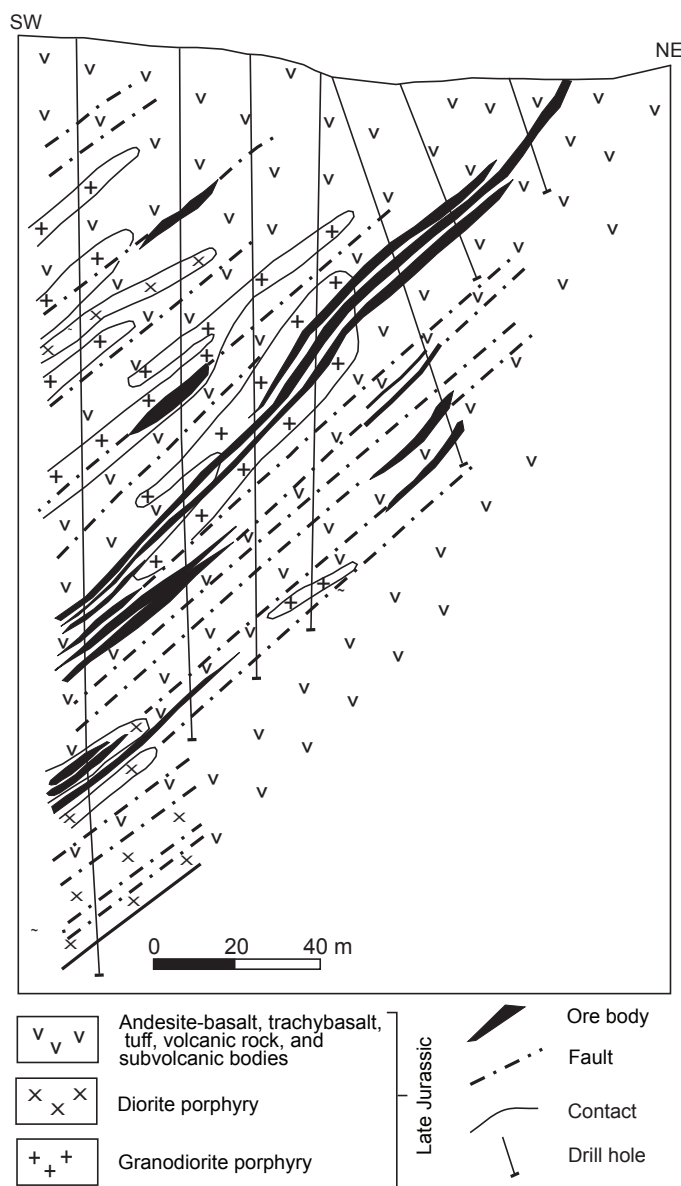 SW
NE
0 20 40 m
Andesite-basalt, trachybasalt,
tuff, volcanic rock, and
subvolcanic bodies
Diorite porphyry
Granodiorite porphyry
Late Jurassic
Ore body
Fault
Contact
Drill hole